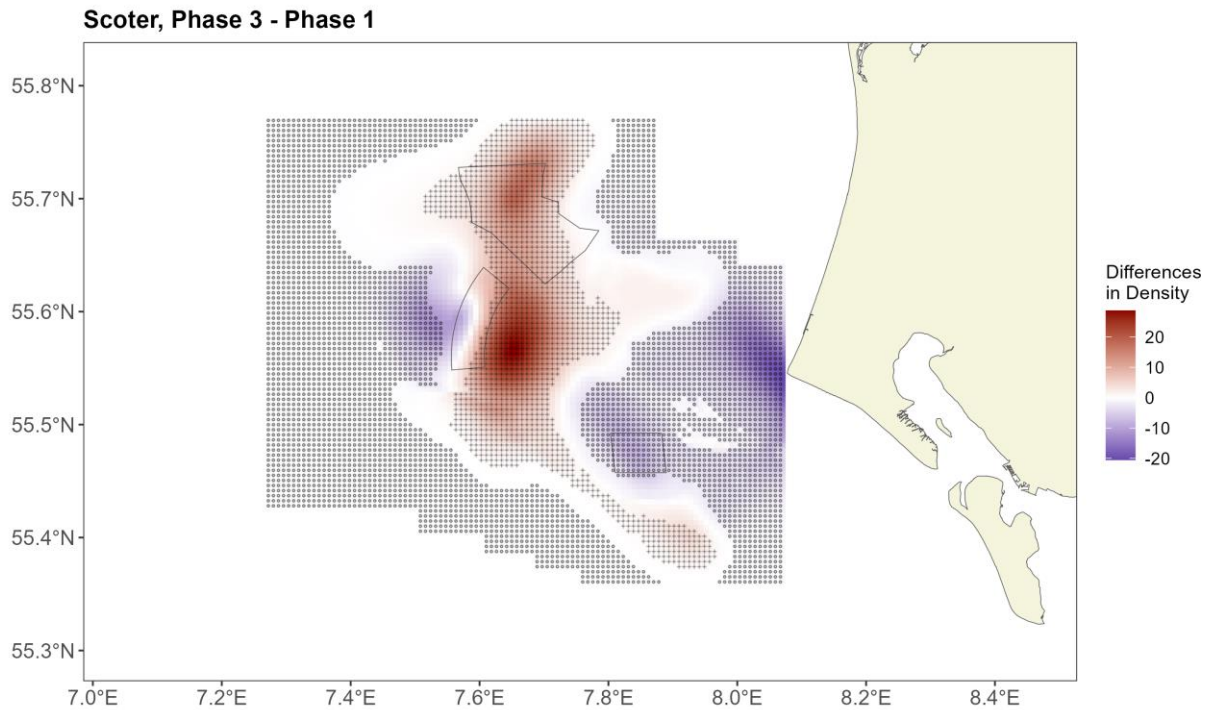 Scoter, Phase 3 - Phase 1
55.8°N
55.7°N
55.6°N
55.5°N
55.4°N
55.3°N
7.0°E
7.2°E
7.4°E
7.6°E
7.8°E
8.0°E
8.2°E
8.4°E
Differences
in Density
20
10
0
-10
-20